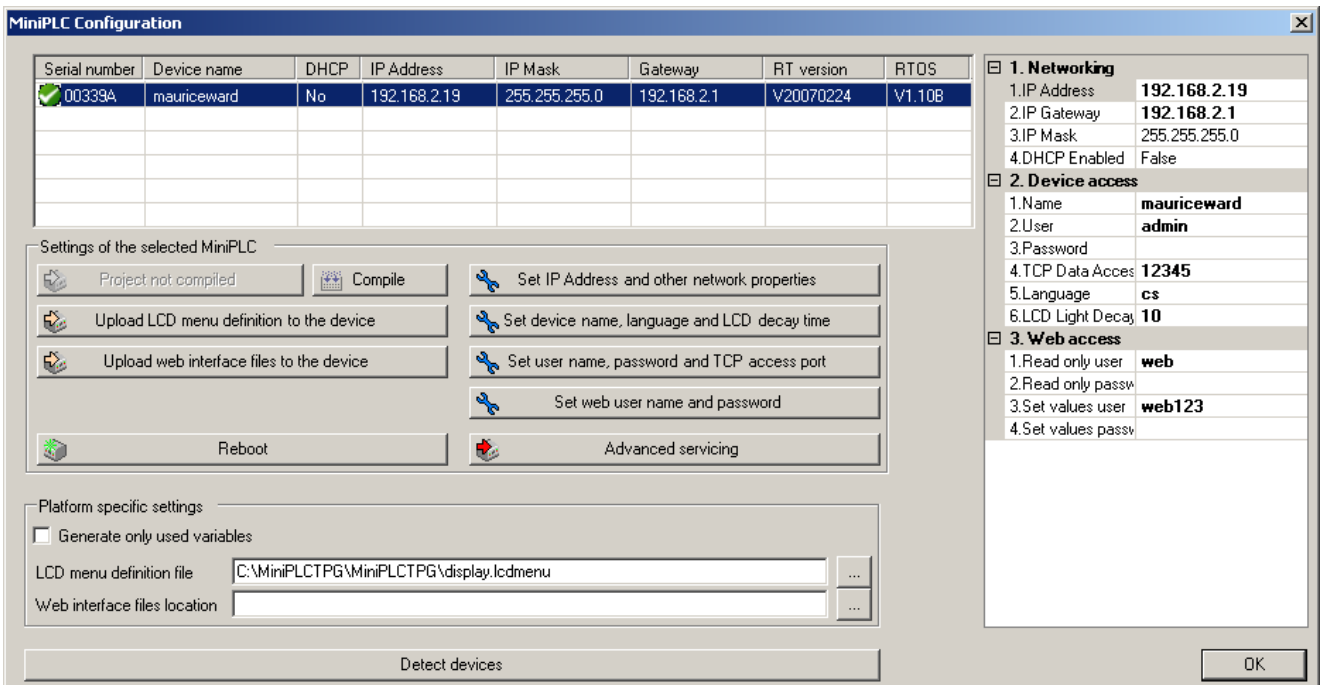 MiniPLC Configuration
Serial number Device name DHCP IP Address IP Mask Gateway RT version RTOS
00339A mauriceward No 192.168.2.19 255.255.255.0 192.168.2.1 V20070224 V1.10B
Settings of the selected MiniPLC
Project not compiled Compile Set IP Address and other network properties
Upload LCD menu definition to the device Set device name, language and LCD decay time
Upload web interface files to the device Set user name, password and TCP access port
Set web user name and password
Reboot Advanced servicing
Platform specific settings
Generate only used variables
LCD menu definition file C:\MiniPLCTPG\MiniPLCTPG\display.lcdmenu ...
Web interface files location ...
Detect devices
1. Networking
1.IP Address 192.168.2.19
2.IP Gateway 192.168.2.1
3.IP Mask 255.255.255.0
4.DHCP Enabled False
2. Device access
1.Name mauriceward
2.User admin
3.Password
4.TCP Data Acces 12345
5.Language cs
6.LCD Light Decay 10
3. Web access
1.Read only user web
2.Read only passw
3.Set values user web123
4.Set values passw
OK